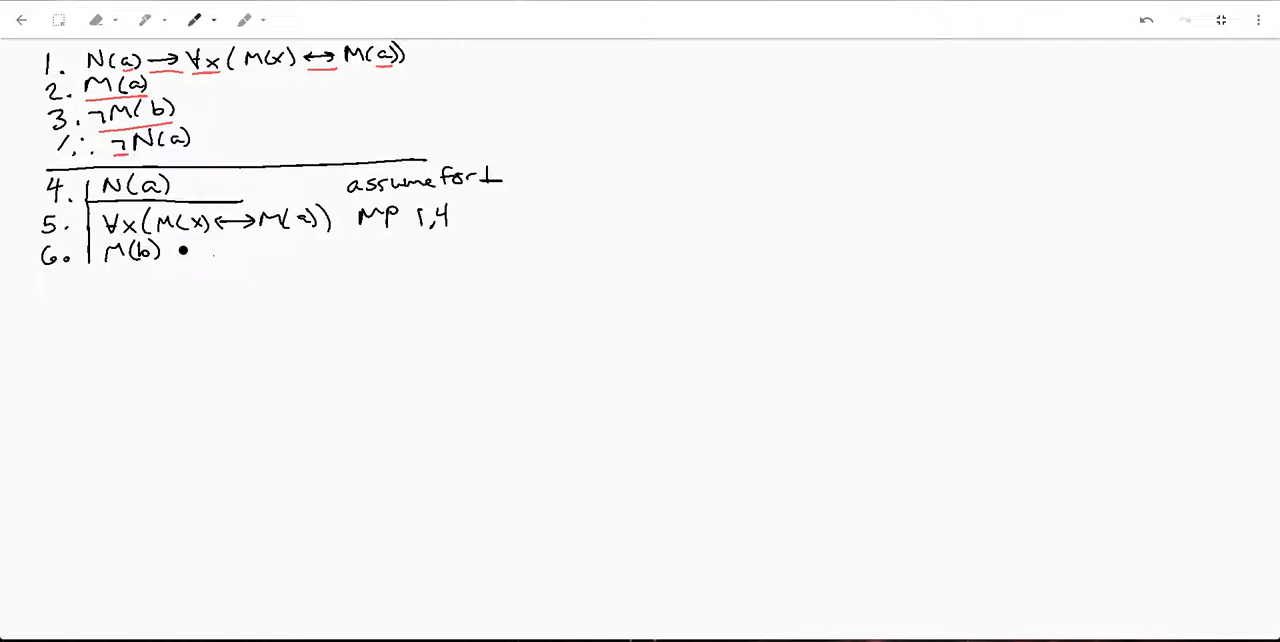 1. N(a) → ∀x(M(x) ↔ M(a))
2. M(a)
3. ¬M(b)
/∴ ¬N(a)
4. N(a) assume for ⊥
5. ∀x(M(x) ↔ M(a)) MP 1,4
6. M(b)